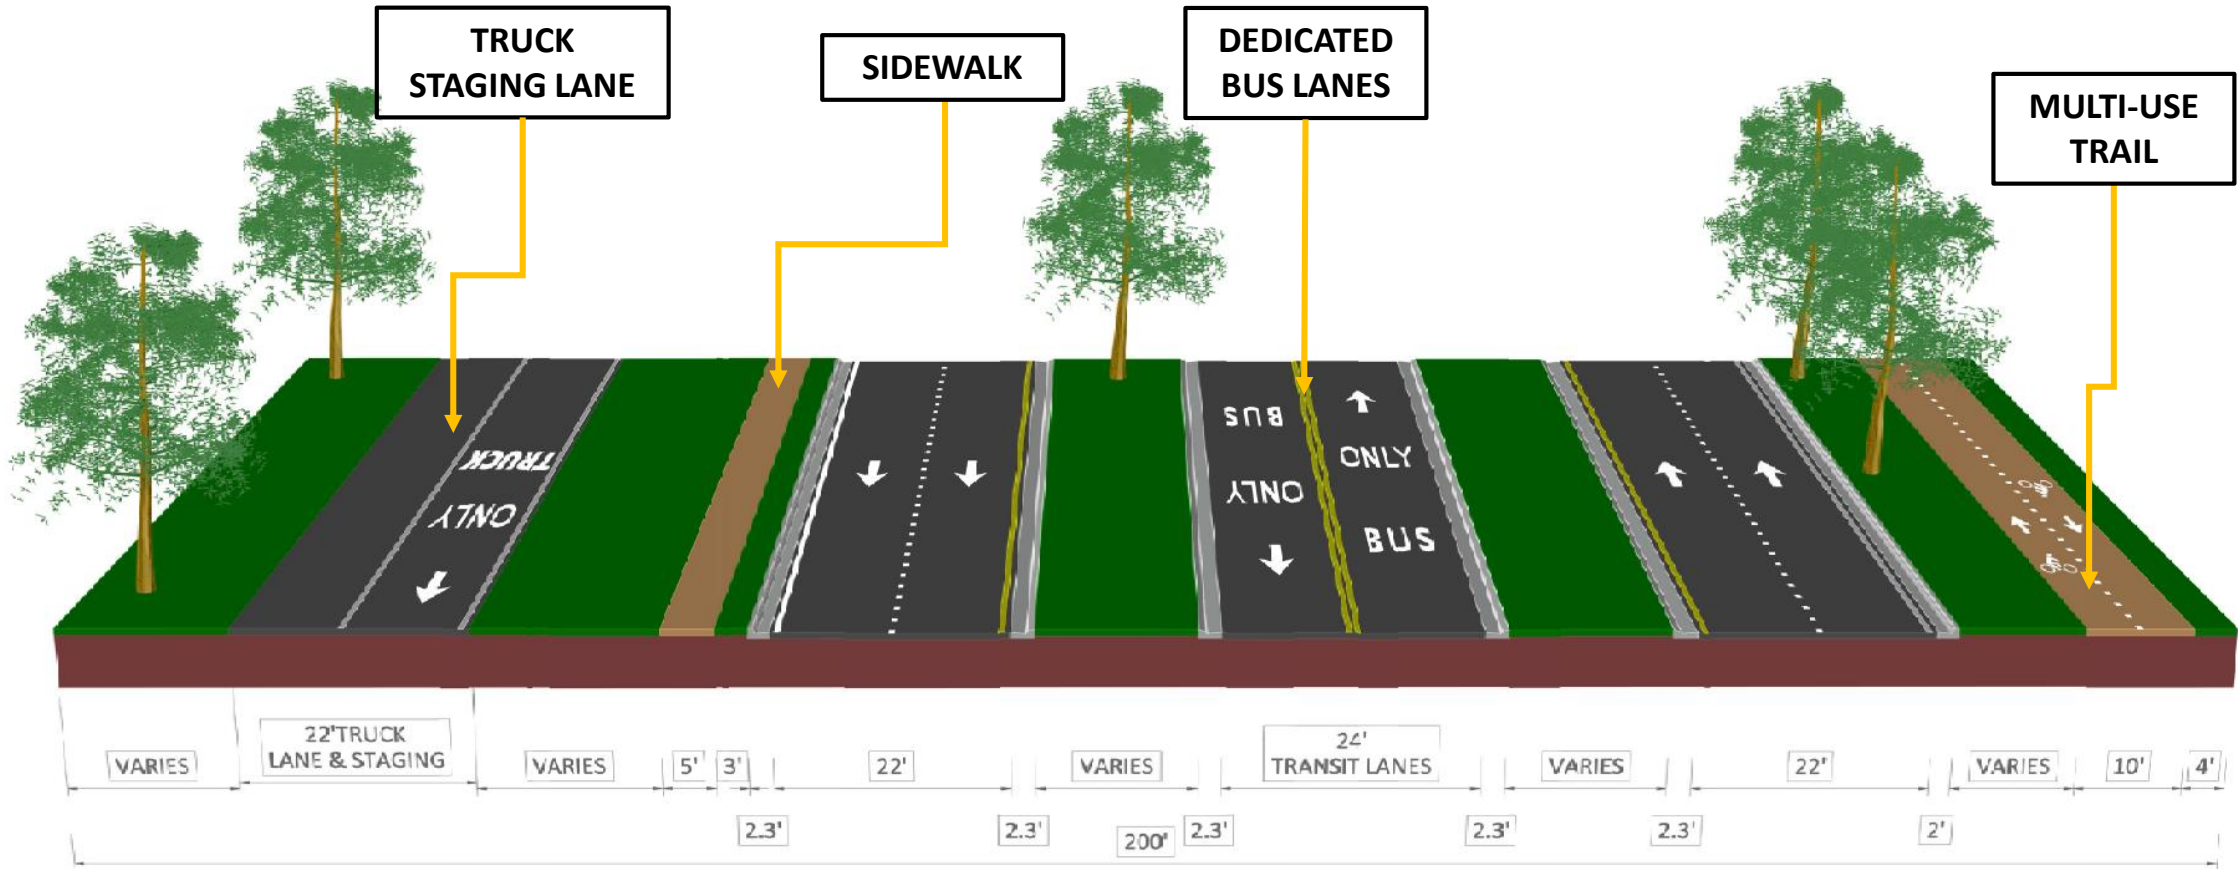 TRUCK
STAGING LANE
SIDEWALK
DEDICATED
BUS LANES
MULTI-USE
TRAIL
TRUCK
ONLY
BUS
ONLY
ONLY
BUS
VARIES
22'TRUCK
LANE & STAGING
VARIES
5'
3'
22'
VARIES
24'
TRANSIT LANES
VARIES
22'
VARIES
10'
4'
2.3'
2.3'
200'
2.3'
2.3'
2.3'
2'